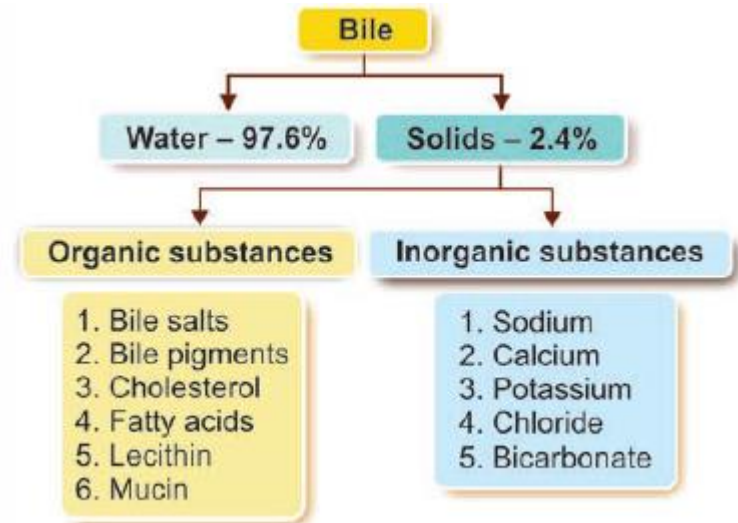 Bile
Water – 97.6%
Solids – 2.4%
Organic substances
Inorganic substances
1. Bile salts
2. Bile pigments
3. Cholesterol
4. Fatty acids
5. Lecithin
6. Mucin
1. Sodium
2. Calcium
3. Potassium
4. Chloride
5. Bicarbonate